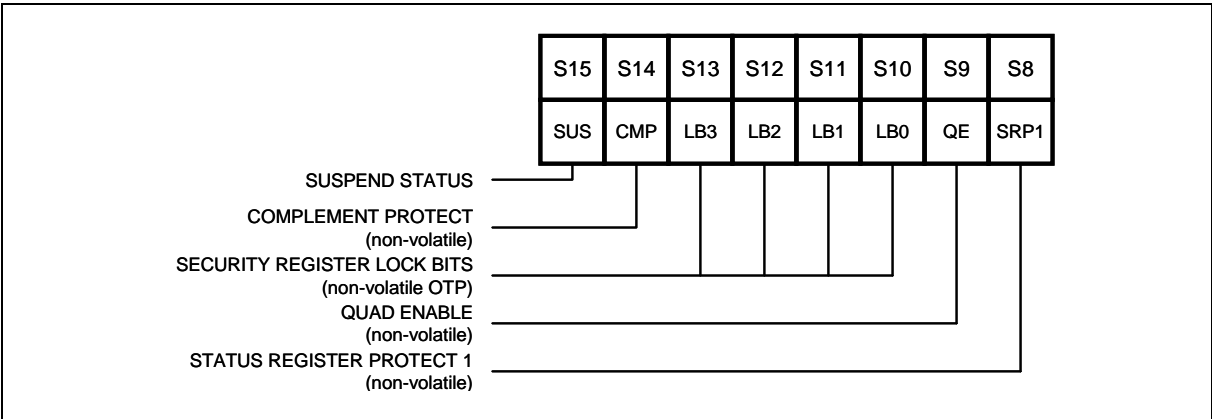 S15 S14 S13 S12 S11 S10 S9 S8
SUS CMP LB3 LB2 LB1 LB0 QE SRP1
SUSPEND STATUS
COMPLEMENT PROTECT
(non-volatile)
SECURITY REGISTER LOCK BITS
(non-volatile OTP)
QUAD ENABLE
(non-volatile)
STATUS REGISTER PROTECT 1
(non-volatile)